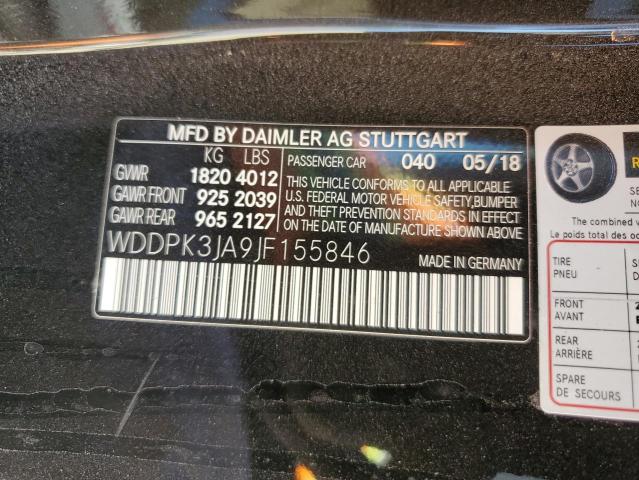 MFD BY DAIMLER AG STUTTGART
KG LBS
GVWR 1820 4012
GAWR FRONT 925 2039
GAWR REAR 965 2127
PASSENGER CAR 040 05/18
THIS VEHICLE CONFORMS TO ALL APPLICABLE
U.S. FEDERAL MOTOR VEHICLE SAFETY, BUMPER
AND THEFT PREVENTION STANDARDS IN EFFECT
ON THE DATE OF MANUFACTURE SHOWN ABOVE
WDDPK3JA9JF155846
MADE IN GERMANY
The combined
Le poids total
TIRE
PNEU
FRONT
AVANT
REAR
ARRIÈRE
SPARE
DE SECOURS